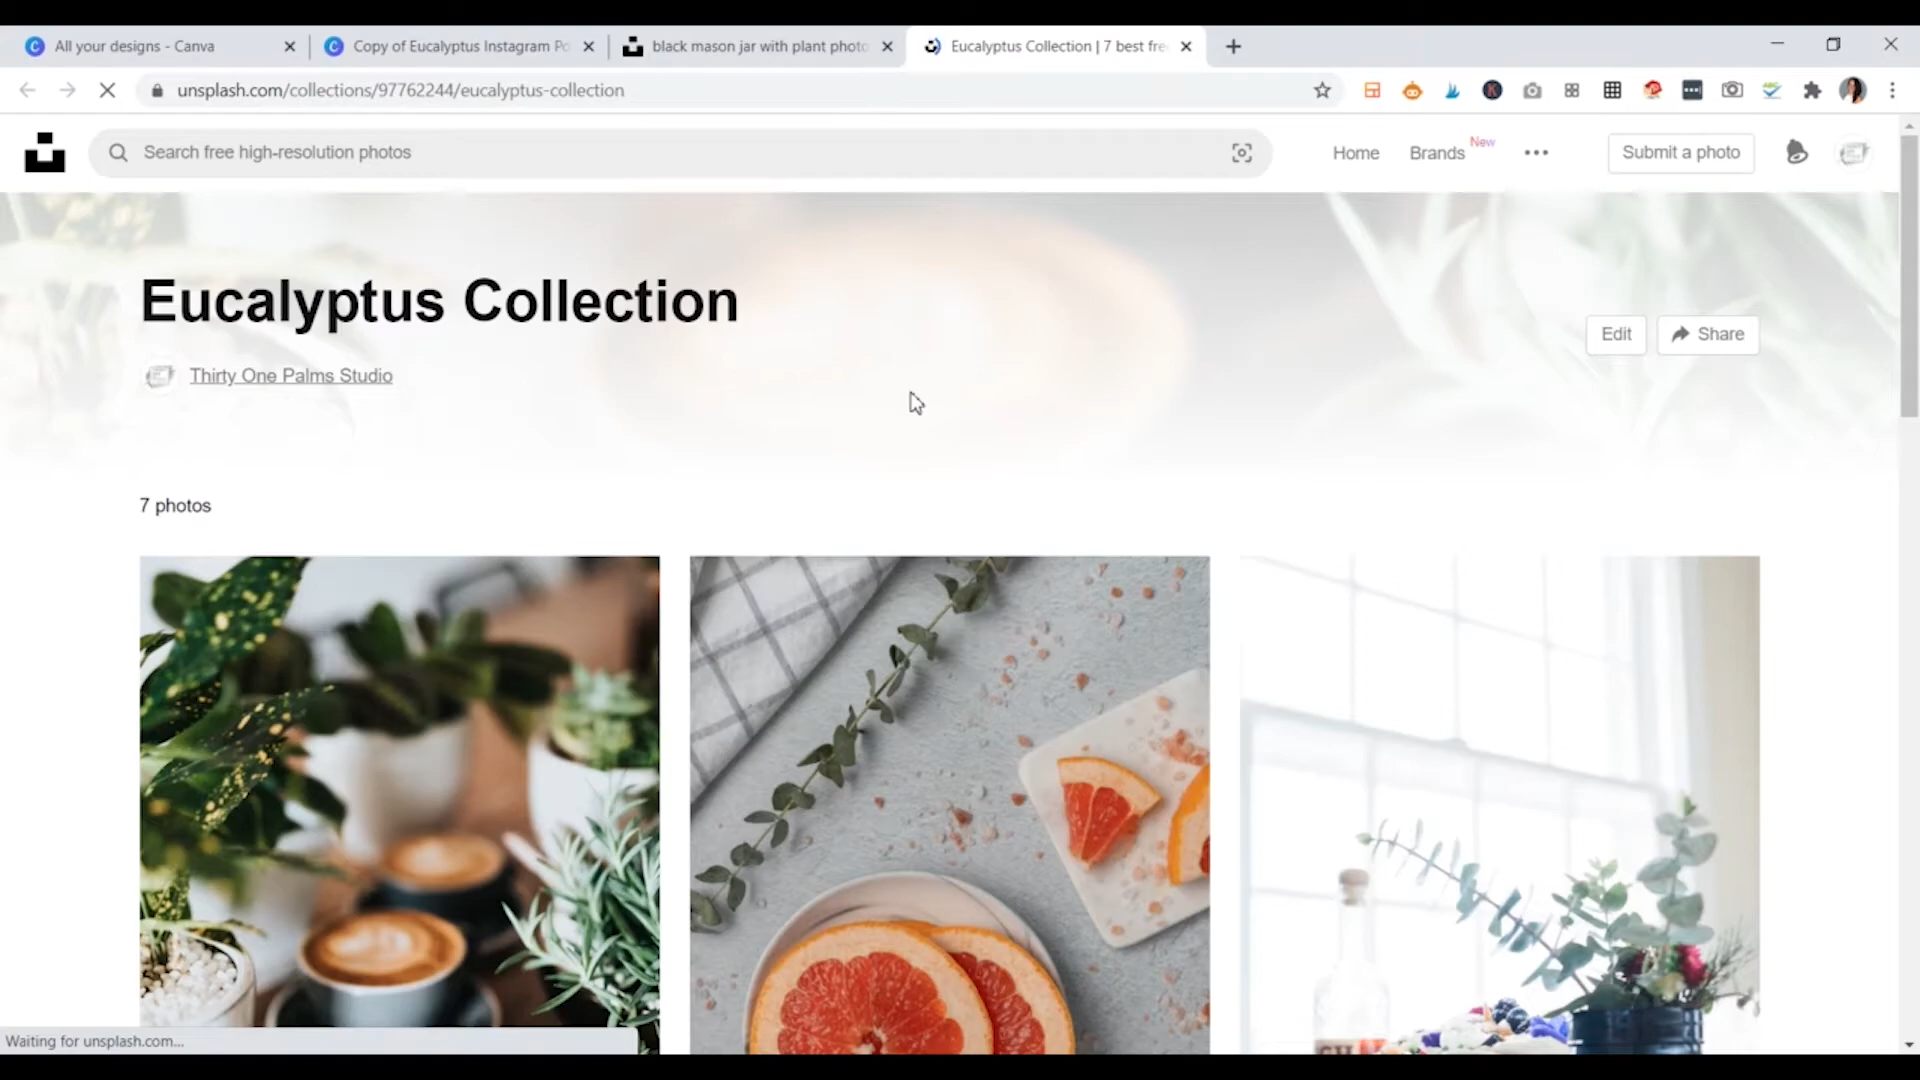 All your designs - Canva
Copy of Eucalyptus Instagram Po
black mason jar with plant photo
Eucalyptus Collection | 7 best fre
unsplash.com/collections/97762244/eucalyptus-collection
Search free high-resolution photos
Home
Brands
New
Submit a photo
Eucalyptus Collection
Edit
Share
Thirty One Palms Studio
7 photos
Waiting for unsplash.com...